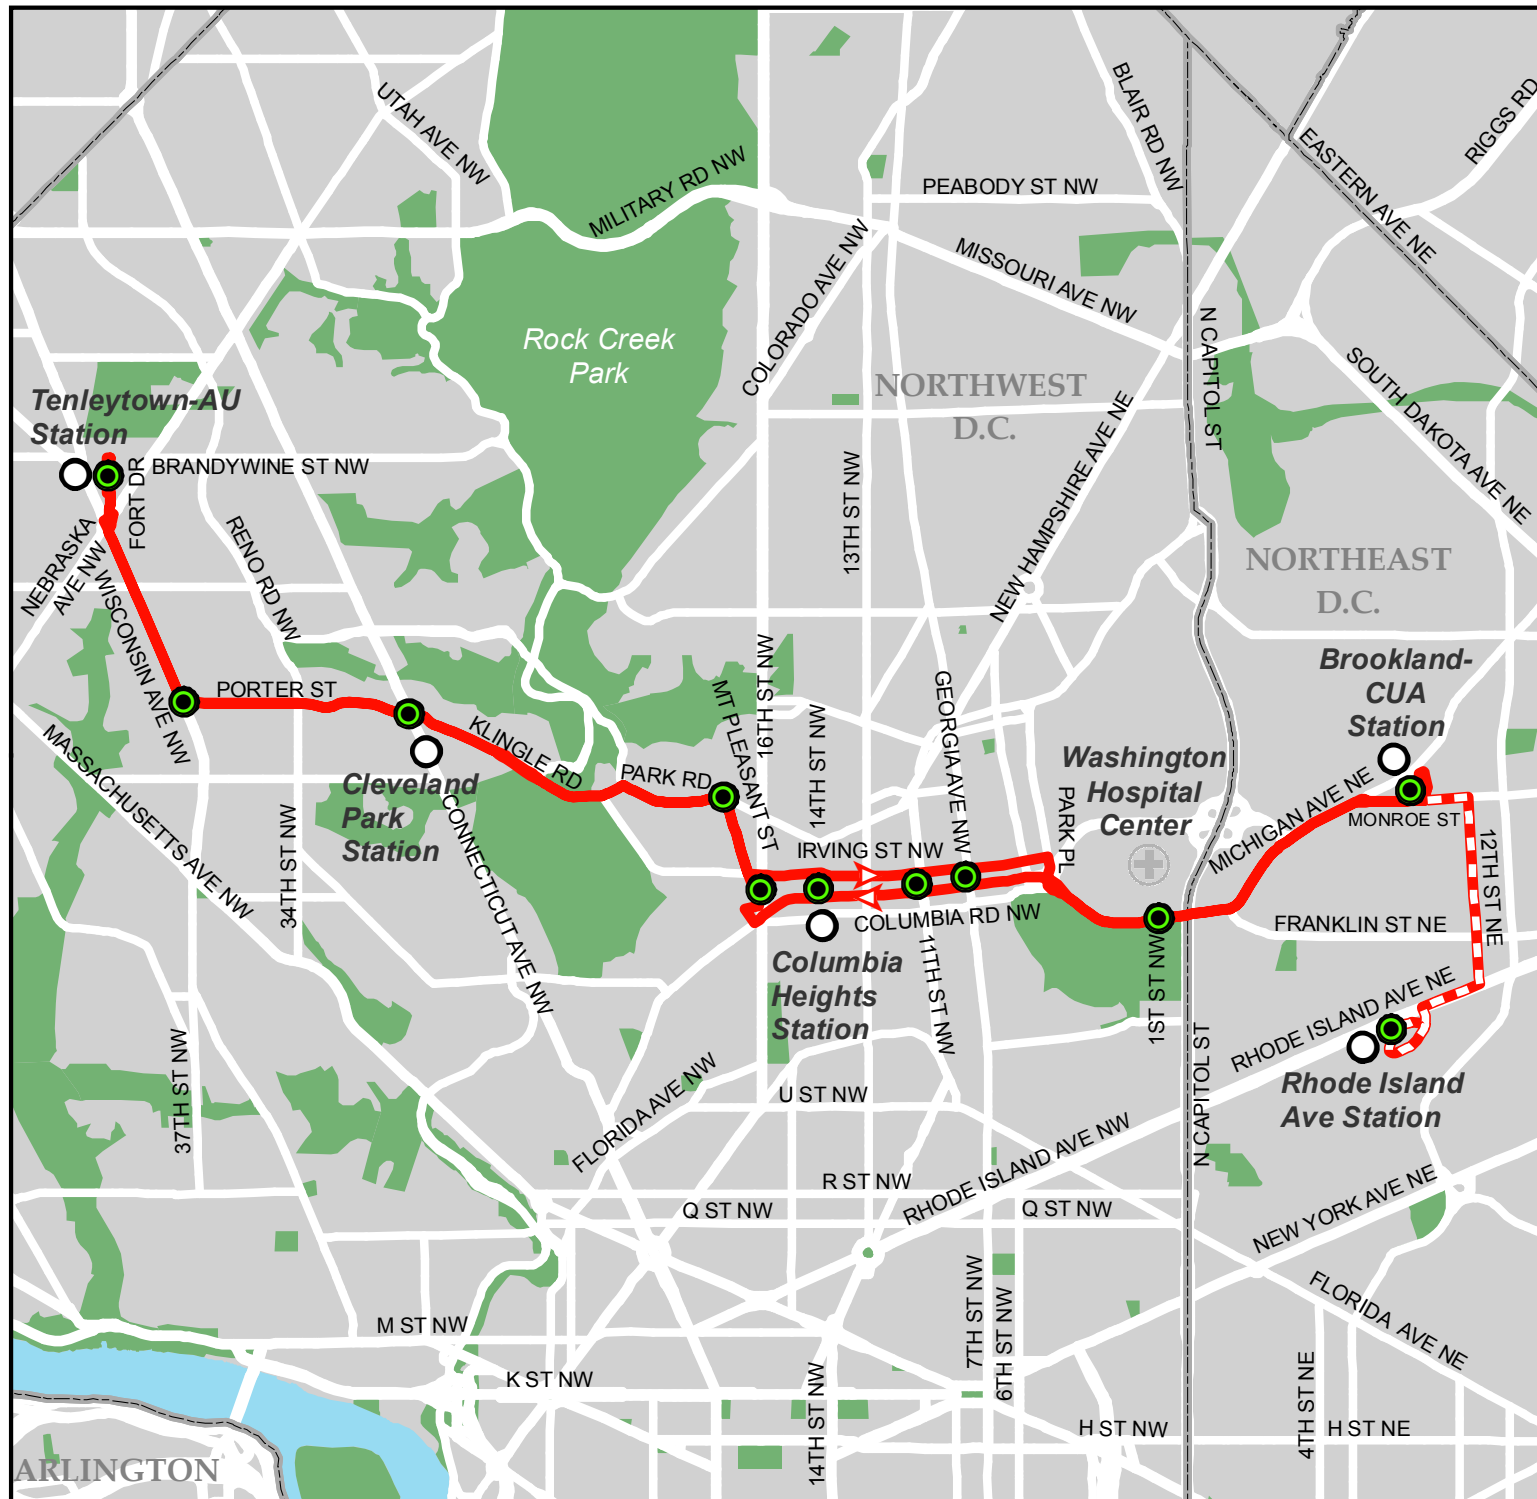 UTAH AVE NW
MILITARY RD NW
BLAIR RD NW
PEABODY ST NW
EASTERN AVE NE
RIGGS RD
COLORADO AVE NW
MISSOURI AVE NW
N CAPITOL ST
SOUTH DAKOTA AVE NE
Rock Creek
Park
NORTHWEST
D.C.
Tenleytown-AU
Station
BRANDYWINE ST NW
FORT DR
NEBRASKA
AVE NW
WISCONSIN AVE NW
RENO RD NW
13TH ST NW
NEW HAMPSHIRE AVE NE
NORTHEAST
D.C.
PORTER ST
KLINGLE RD
PARK RD
MT PLEASANT ST
16TH ST NW
14TH ST NW
GEORGIA AVE NW
PARK PL
Washington
Hospital
Center
Brookland-
CUA
Station
MICHIGAN AVE NE
MONROE ST
12TH ST NE
MASSACHUSETTS AVE NW
34TH ST NW
Cleveland
Park
Station
CONNECTICUT AVE NW
IRVING ST NW
COLUMBIA RD NW
11TH ST NW
Columbia
Heights
Station
1ST ST NW
FRANKLIN ST NE
RHODE ISLAND AVE NE
Rhode Island
Ave Station
N CAPITOL ST
37TH ST NW
FLORIDA AVE NW
U ST NW
R ST NW
Q ST NW
RHODE ISLAND AVE NW
Q ST NW
NEW YORK AVE NE
FLORIDA AVE NE
M ST NW
K ST NW
14TH ST NW
7TH ST NW
6TH ST NW
H ST NW
4TH ST NE
H ST NE
ARLINGTON